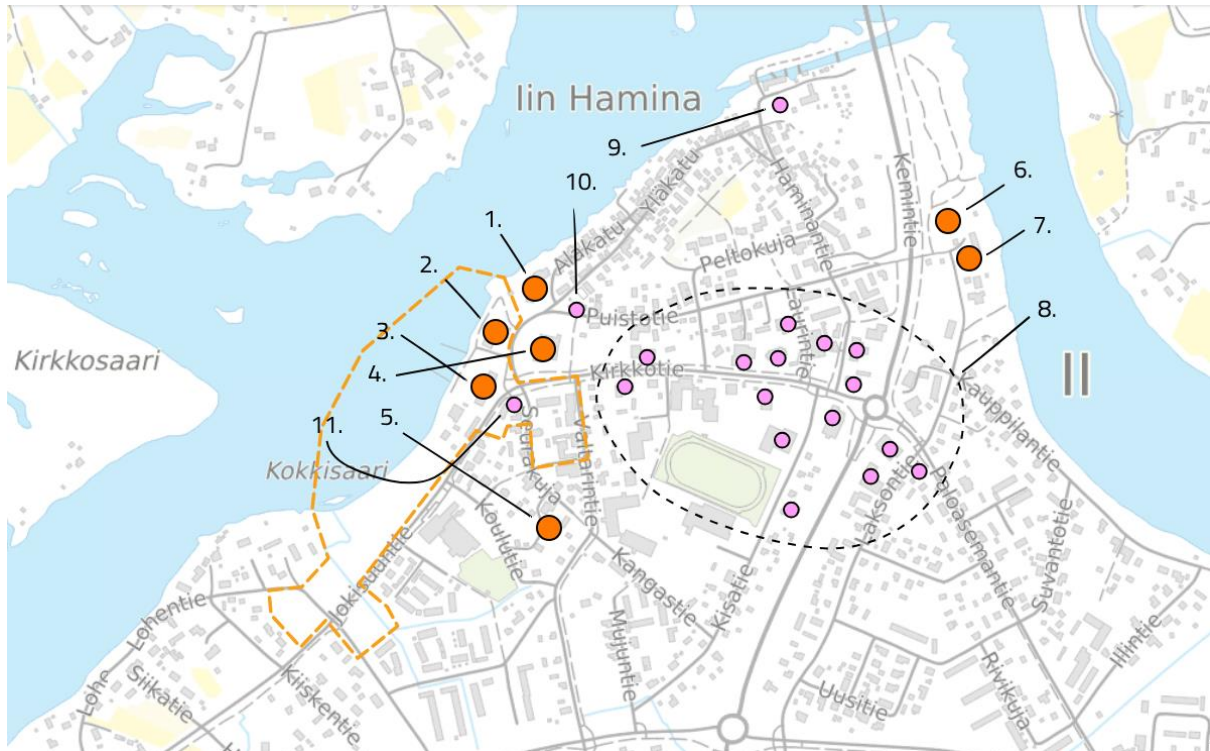 Iin Hamina
9.
10.
Yläkatu
Haminantie
Kemintie
6.
1.
Alakatu
Peltokuja
7.
2.
Puistotie
Laurintie
8.
3.
Kirkkosaari
4.
Kirkkotie
II
Kauppilantie
11.
5.
Seurakuja
Valtarintie
Kokkisaari
Laksontie
Paloasemantie
Koulutie
Suvantotie
Jokisuuntie
Kangastie
Kisatie
Lohentie
Mujuntie
Illintie
Lohe
Siikatie
Kiiskentie
Rivikuja
Uusitie